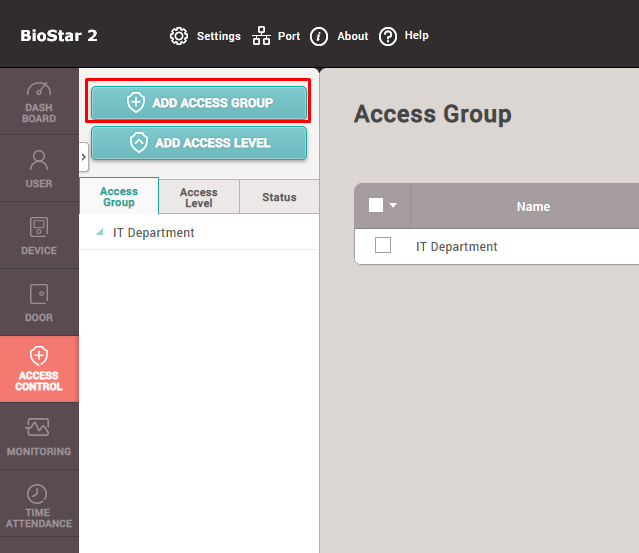 BioStar 2
Settings
Port
About
Help
DASH
BOARD
USER
DEVICE
DOOR
ACCESS
CONTROL
MONITORING
TIME
ATTENDANCE
ADD ACCESS GROUP
ADD ACCESS LEVEL
Access
Group
Access
Level
Status
IT Department
Access Group
Name
IT Department